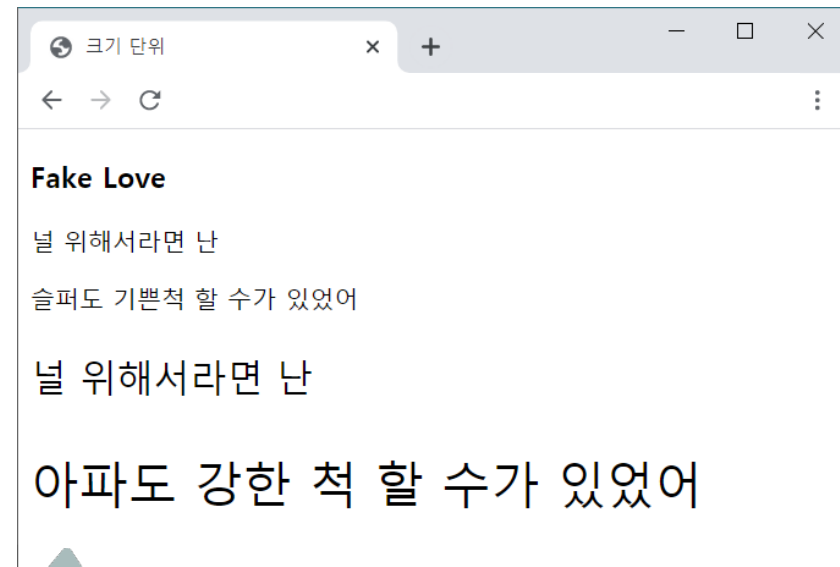 크기 단위
Fake Love
널 위해서라면 난
슬퍼도 기쁜척 할 수가 있었어
널 위해서라면 난
아파도 강한 척 할 수가 있었어